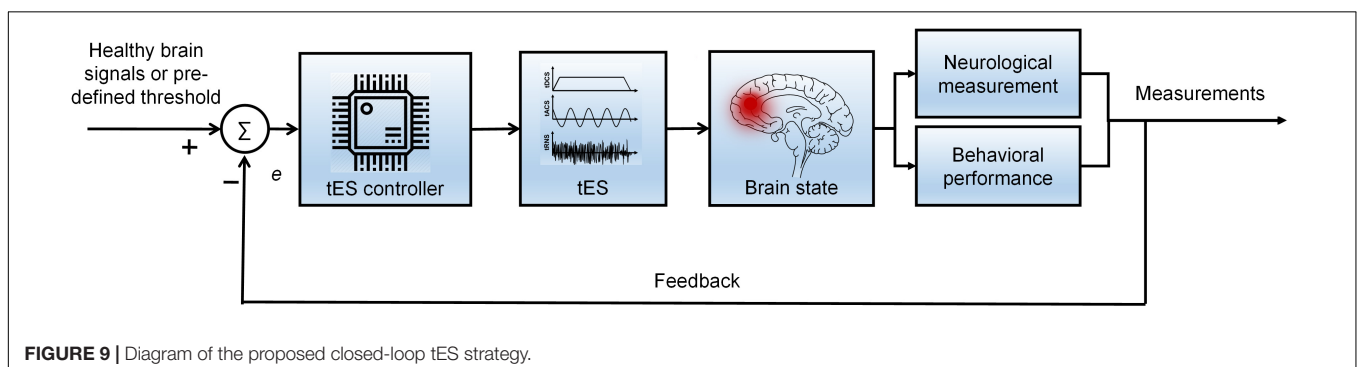 Healthy brain
signals or pre-
defined threshold
+
−
Σ
e
tES controller
tDCS
tACS
tRNS
tES
Brain state
Neurological
measurement
Behavioral
performance
Measurements
Feedback
FIGURE 9 | Diagram of the proposed closed-loop tES strategy.